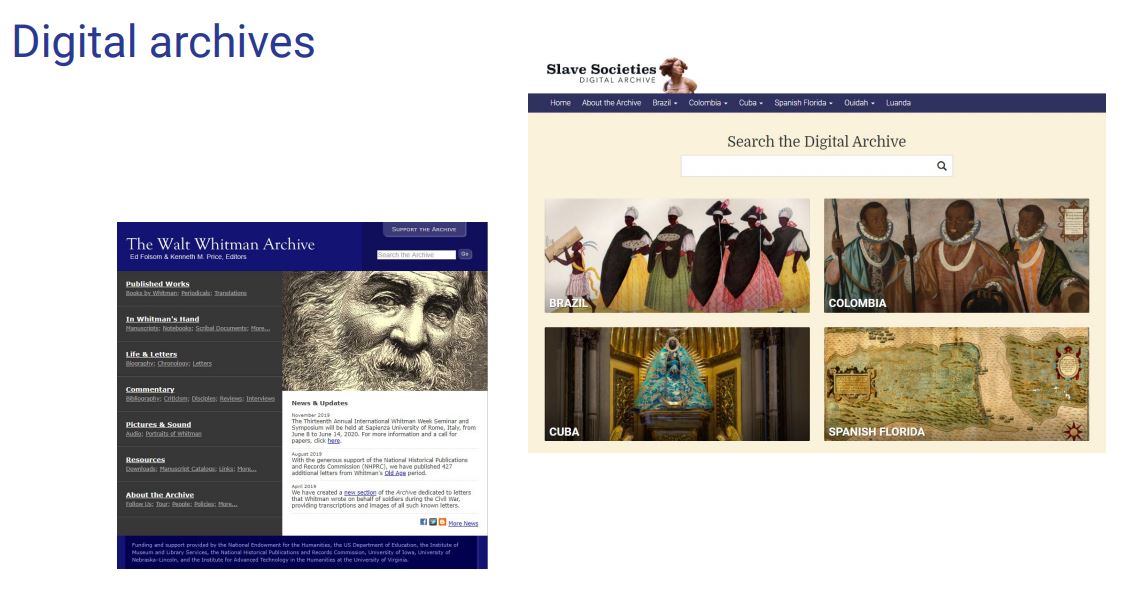 Digital archives
Slave Societies
DIGITAL ARCHIVE
Home About the Archive Brazil Colombia Cuba Spanish Florida Ouidah Luanda
Search the Digital Archive
BRAZIL
COLOMBIA
CUBA
SPANISH FLORIDA
SUPPORT THE ARCHIVE
The Walt Whitman Archive
Ed Folsom & Kenneth M. Price, Editors
Search the Archive Go
Published Works
Books by Whitman; Periodicals; Translations
In Whitman's Hand
Manuscripts; Notebooks; Scribal Documents; More...
Life & Letters
Biography; Chronology; Letters
Commentary
Bibliography; Criticism; Disciples; Reviews; Interviews
Pictures & Sound
Audio; Portraits of Whitman
Resources
Downloads; Manuscript Catalogs; Links; More...
About the Archive
Follow Us; Tour; People; Policies; More...
News & Updates
November 2019
The Thirteenth Annual International Whitman Week Seminar and
Symposium will be held at Sapienza University of Rome, Italy, from
June 8 to June 14, 2020. For more information and a call for
papers, click here.
August 2019
With the generous support of the National Historical Publications
and Records Commission (NHPRC), we have published 427
additional letters from Whitman's Old Age period.
April 2019
We have created a new section of the Archive dedicated to letters
that Whitman wrote on behalf of soldiers during the Civil War,
providing transcriptions and images of all such known letters.
More News
Funding and support provided by the National Endowment for the Humanities, the US Department of Education, the Institute of
Museum and Library Services, the National Historical Publications and Records Commission, University of Iowa, University of
Nebraska–Lincoln, and the Institute for Advanced Technology in the Humanities at the University of Virginia.